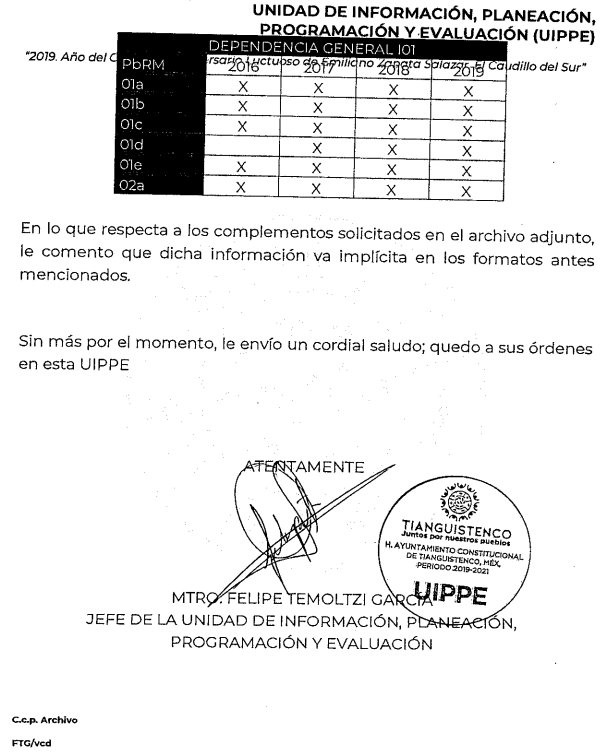 UNIDAD DE INFORMACIÓN, PLANEACIÓN,
PROGRAMACIÓN Y EVALUACIÓN (UIPPE)
"2019. Año del C rsario Luctuoso de Emiliano Zapata Salazar. El Caudillo del Sur"
DEPENDENCIA GENERAL I01
PbRM 2016 2017 2018 2019
01a X X X X
01b X X X X
01c X X X X
01d X X X
01e X X X X
02a X X X X
En lo que respecta a los complementos solicitados en el archivo adjunto,
le comento que dicha información va implícita en los formatos antes
mencionados.
Sin más por el momento, le envío un cordial saludo; quedo a sus órdenes
en esta UIPPE
ATENTAMENTE
TIANGUISTENCO
Juntos por nuestros pueblos
H. AYUNTAMIENTO CONSTITUCIONAL
DE TIANGUISTENCO, MÉX.
PERIODO 2019-2021
UIPPE
MTRO. FELIPE TEMOLTZI GARCÍA
JEFE DE LA UNIDAD DE INFORMACIÓN, PLANEACIÓN,
PROGRAMACIÓN Y EVALUACIÓN
C.c.p. Archivo
FTG/vcd